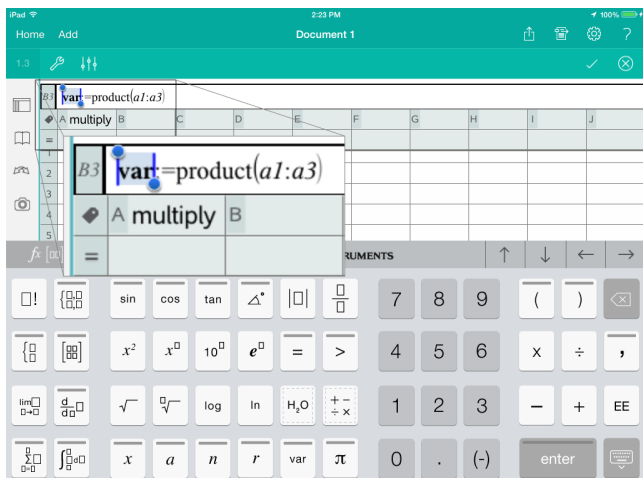 iPad 2:23 PM 100%
Home Add Document 1 ?
1.3
B3 var:=product(a1:a3)
A multiply B C D E F G H I J
=
1
2
3
4
5
B3 var:=product(a1:a3)
A multiply B
=
fx RUMENTS ↑ ↓ ← →
□! {□,□ □,□ sin cos tan ∠° |□| □/□ 7 8 9 ( )
{□ □ [□□ □□] x² x^□ 10^□ e^□ = > 4 5 6 x ÷ ,
lim□ □→□ d/d□ □ √ □√ log ln H₂O + − ÷ × 1 2 3 − + EE
□ Σ□ □=□ ∫□ □ □d□ x a n r var π 0 . (-) enter